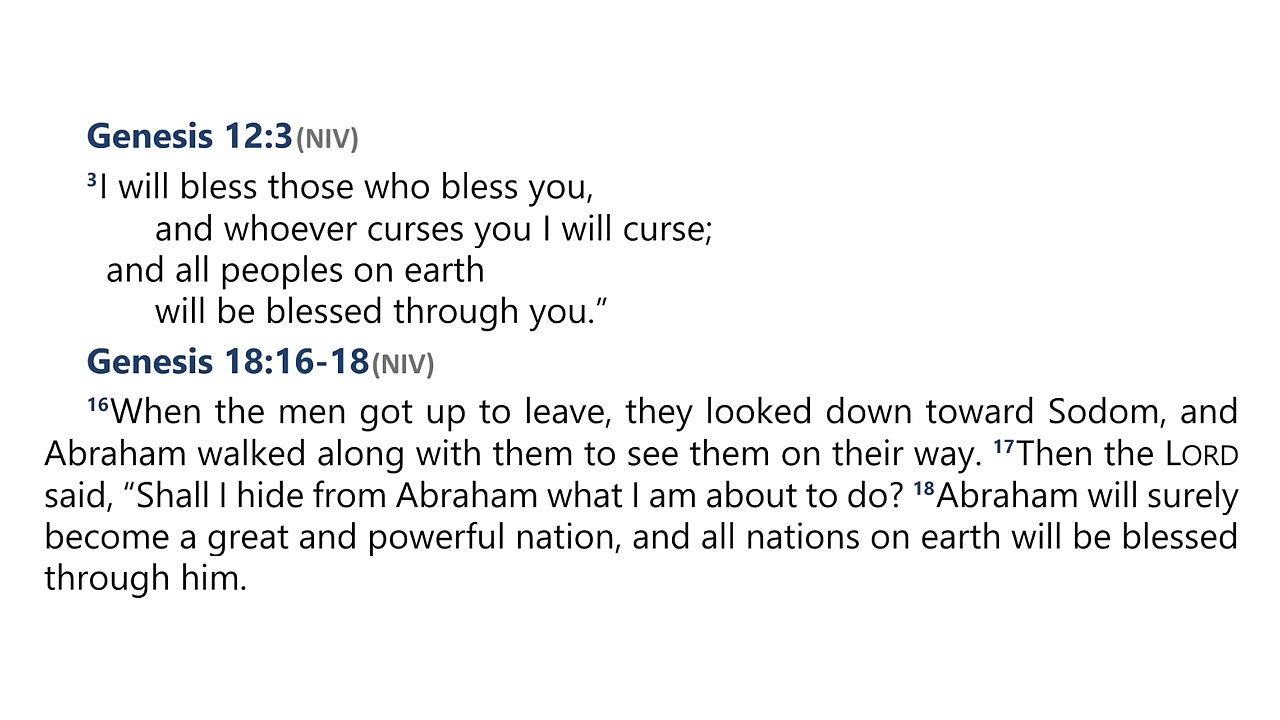 Genesis 12:3(NIV)
³I will bless those who bless you,
and whoever curses you I will curse;
and all peoples on earth
will be blessed through you.”
Genesis 18:16-18(NIV)
¹⁶When the men got up to leave, they looked down toward Sodom, and
Abraham walked along with them to see them on their way. ¹⁷Then the LORD
said, “Shall I hide from Abraham what I am about to do? ¹⁸Abraham will surely
become a great and powerful nation, and all nations on earth will be blessed
through him.